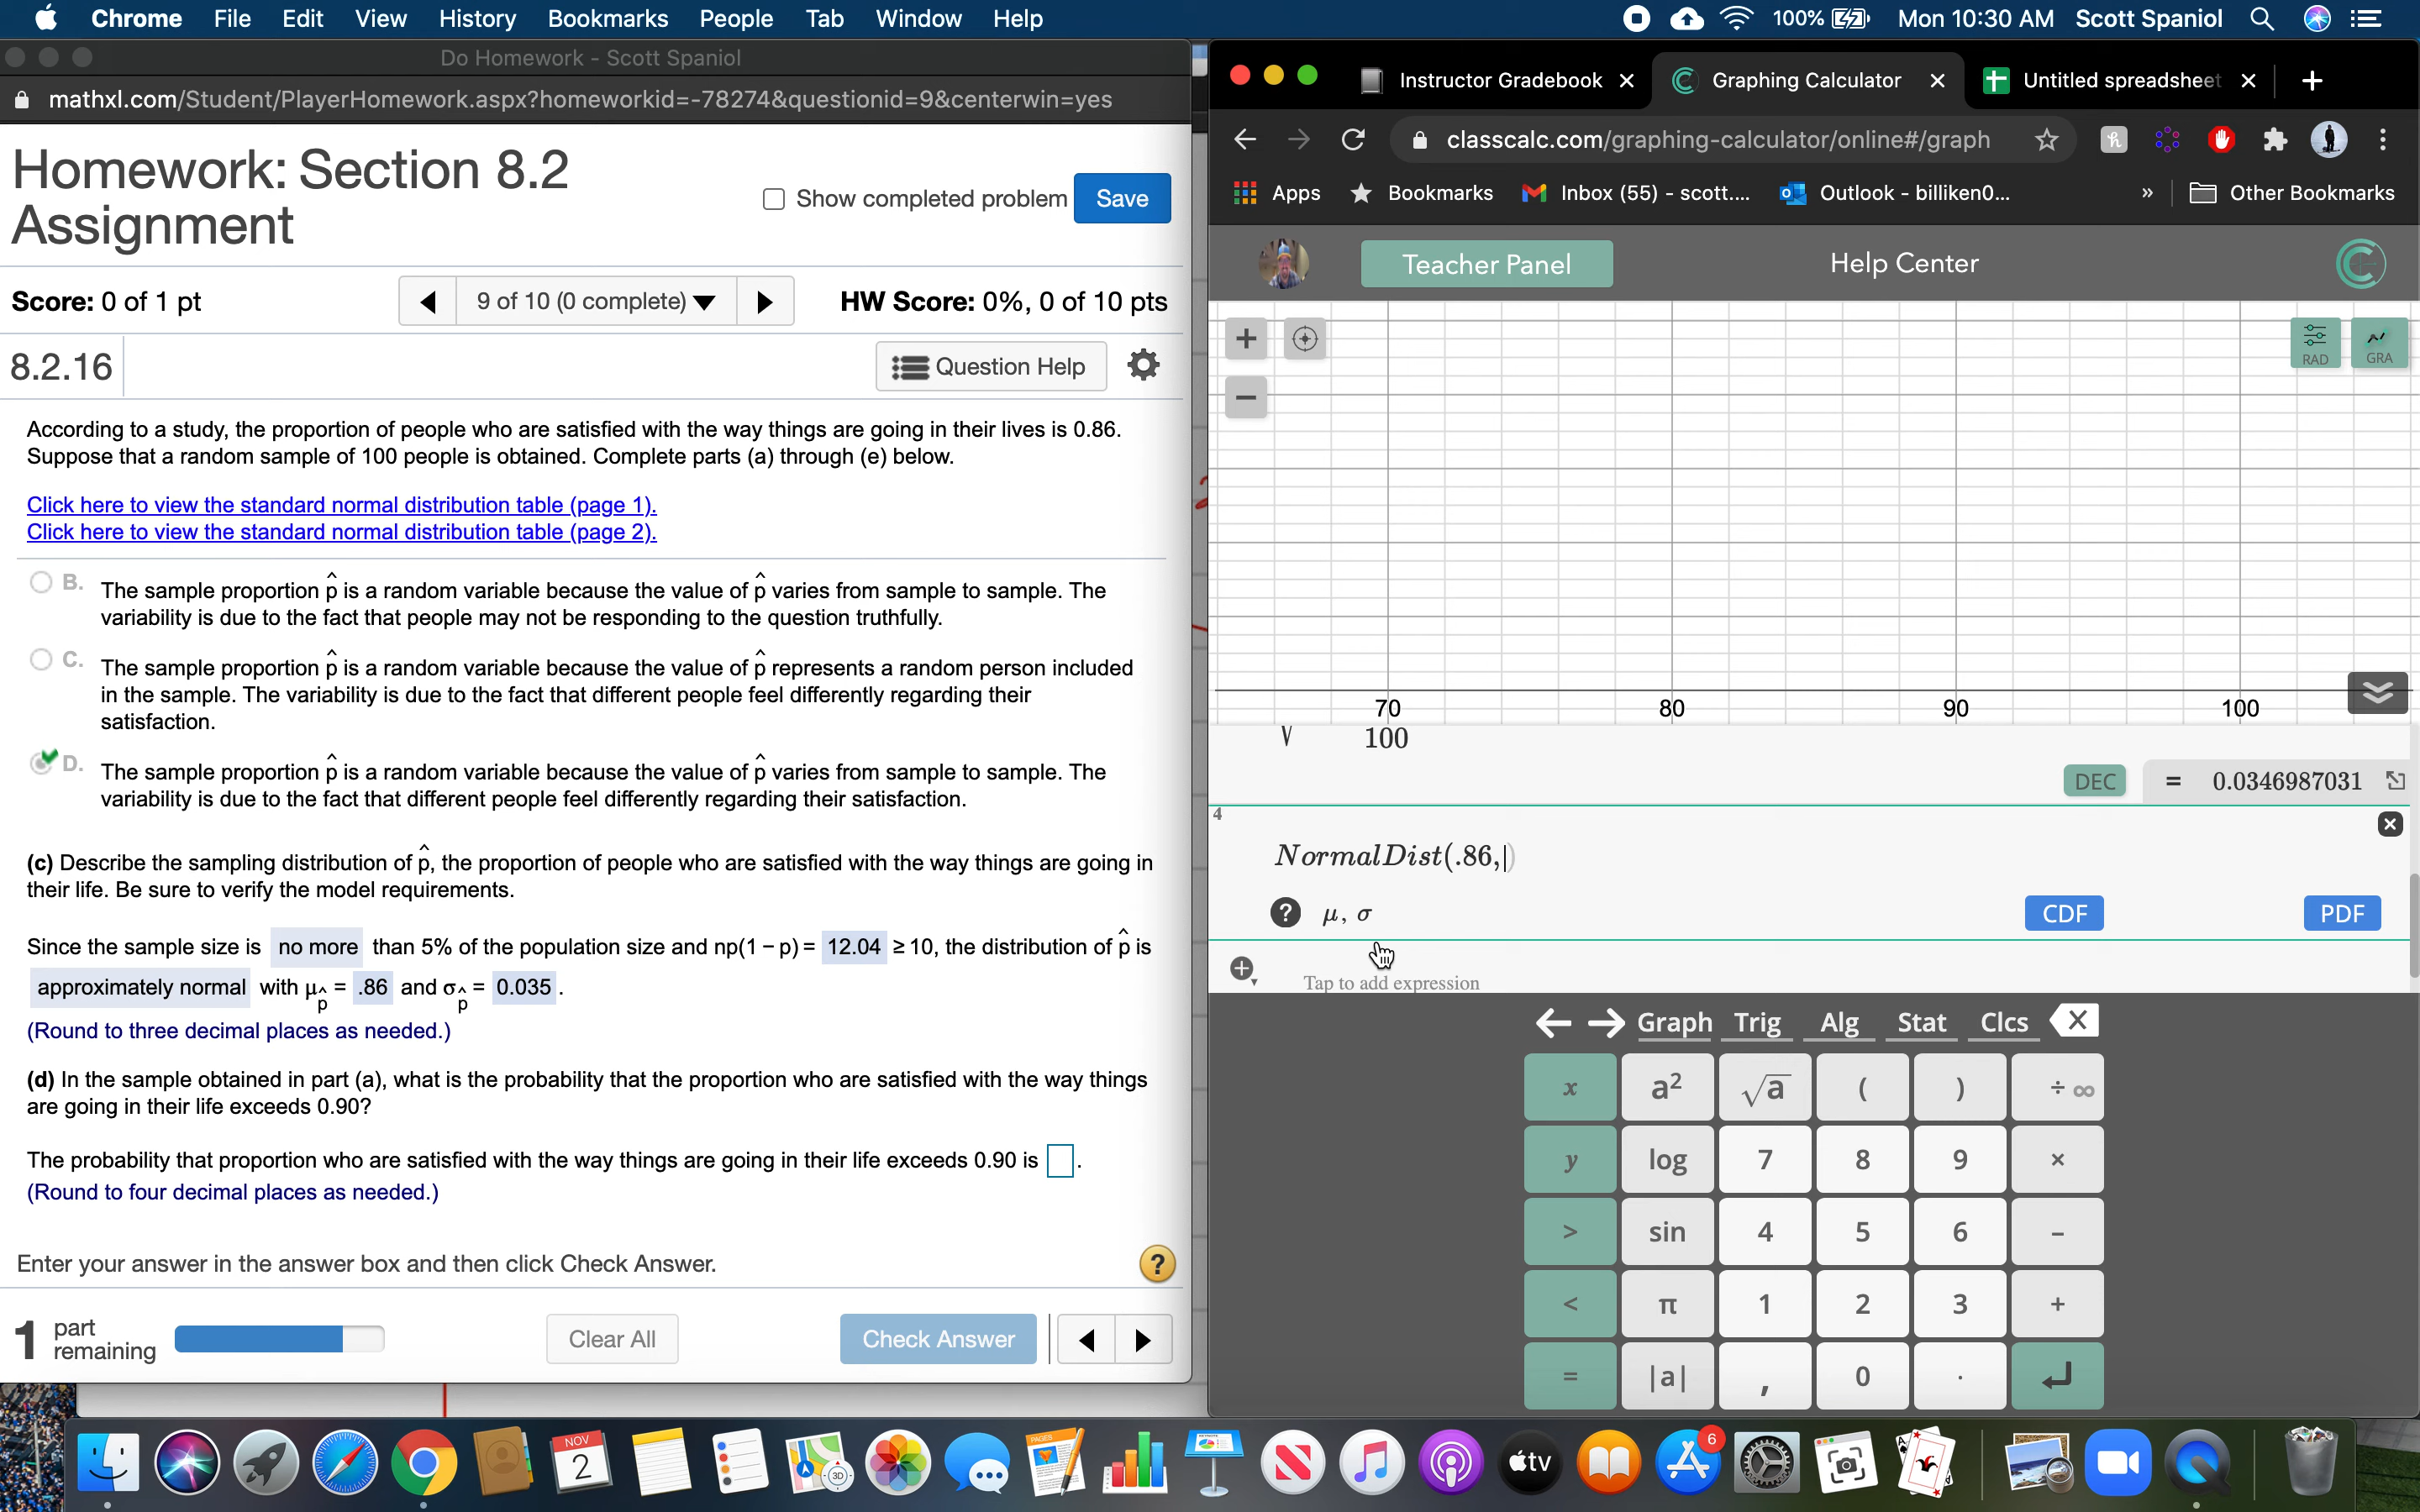 Chrome File Edit View History Bookmarks People Tab Window Help
100% Mon 10:30 AM Scott Spaniol
Do Homework - Scott Spaniol
mathxl.com/Student/PlayerHomework.aspx?homeworkid=-78274&questionid=9&centerwin=yes
Homework: Section 8.2
Assignment
Show completed problem
Save
Score: 0 of 1 pt
9 of 10 (0 complete)
HW Score: 0%, 0 of 10 pts
8.2.16
Question Help
According to a study, the proportion of people who are satisfied with the way things are going in their lives is 0.86.
Suppose that a random sample of 100 people is obtained. Complete parts (a) through (e) below.
Click here to view the standard normal distribution table (page 1).
Click here to view the standard normal distribution table (page 2).
B. The sample proportion p̂ is a random variable because the value of p̂ varies from sample to sample. The
variability is due to the fact that people may not be responding to the question truthfully.
C. The sample proportion p̂ is a random variable because the value of p̂ represents a random person included
in the sample. The variability is due to the fact that different people feel differently regarding their
satisfaction.
D. The sample proportion p̂ is a random variable because the value of p̂ varies from sample to sample. The
variability is due to the fact that different people feel differently regarding their satisfaction.
(c) Describe the sampling distribution of p̂, the proportion of people who are satisfied with the way things are going in
their life. Be sure to verify the model requirements.
Since the sample size is no more than 5% of the population size and np(1 − p) = 12.04 ≥ 10, the distribution of p̂ is
approximately normal with μp̂ = .86 and σp̂ = 0.035 .
(Round to three decimal places as needed.)
(d) In the sample obtained in part (a), what is the probability that the proportion who are satisfied with the way things
are going in their life exceeds 0.90?
The probability that proportion who are satisfied with the way things are going in their life exceeds 0.90 is .
(Round to four decimal places as needed.)
Enter your answer in the answer box and then click Check Answer.
?
1 part
remaining
Clear All
Check Answer
Instructor Gradebook
Graphing Calculator
Untitled spreadsheet
classcalc.com/graphing-calculator/online#/graph
Apps Bookmarks Inbox (55) - scott.... Outlook - billiken0... » Other Bookmarks
Teacher Panel
Help Center
+
−
RAD
GRA
70 80 90 100
√ 100
DEC = 0.0346987031
4
NormalDist(.86,)
? μ, σ
CDF
PDF
Tap to add expression
← → Graph Trig Alg Stat Clcs
x a² √a ( ) ÷ ∞
y log 7 8 9 ×
> sin 4 5 6 −
< π 1 2 3 +
= |a| , 0 .
NOV
2
3D
PAGES
tv
6